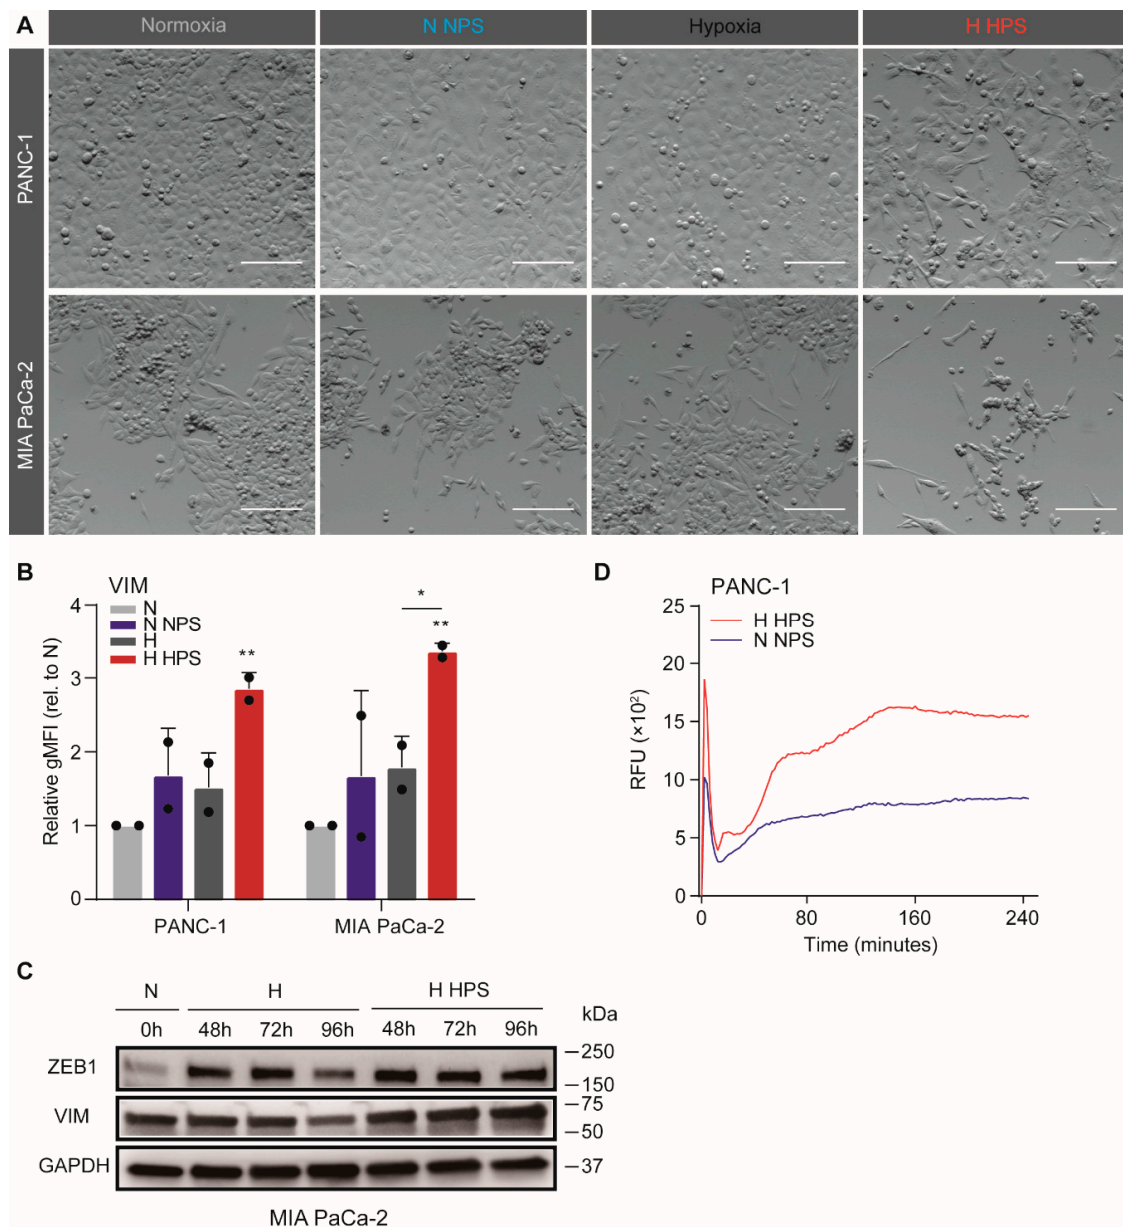 A
Normoxia
N NPS
Hypoxia
H HPS
PANC-1
MIA PaCa-2
B
VIM
N
N NPS
H
H HPS
Relative gMFI (rel. to N)
4
3
2
1
0
**
*
**
PANC-1
MIA PaCa-2
D
PANC-1
H HPS
N NPS
RFU (×10²)
25
20
15
10
5
0
0
80
160
240
Time (minutes)
C
N
H
H HPS
kDa
0h
48h
72h
96h
48h
72h
96h
ZEB1
250
150
VIM
75
50
GAPDH
37
MIA PaCa-2